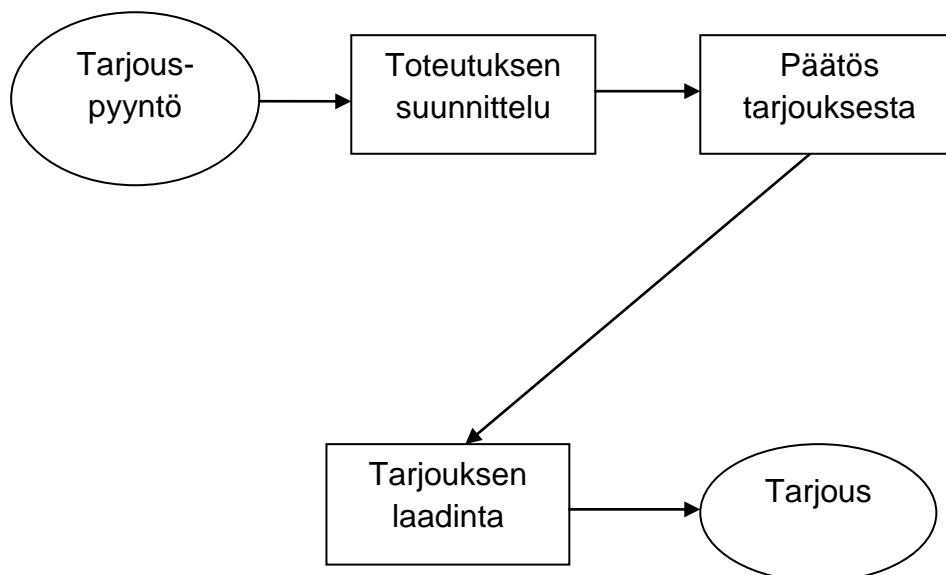 Tarjous-
pyyntö
Toteutuksen
suunnittelu
Päätös
tarjouksesta
Tarjouksen
laadinta
Tarjous